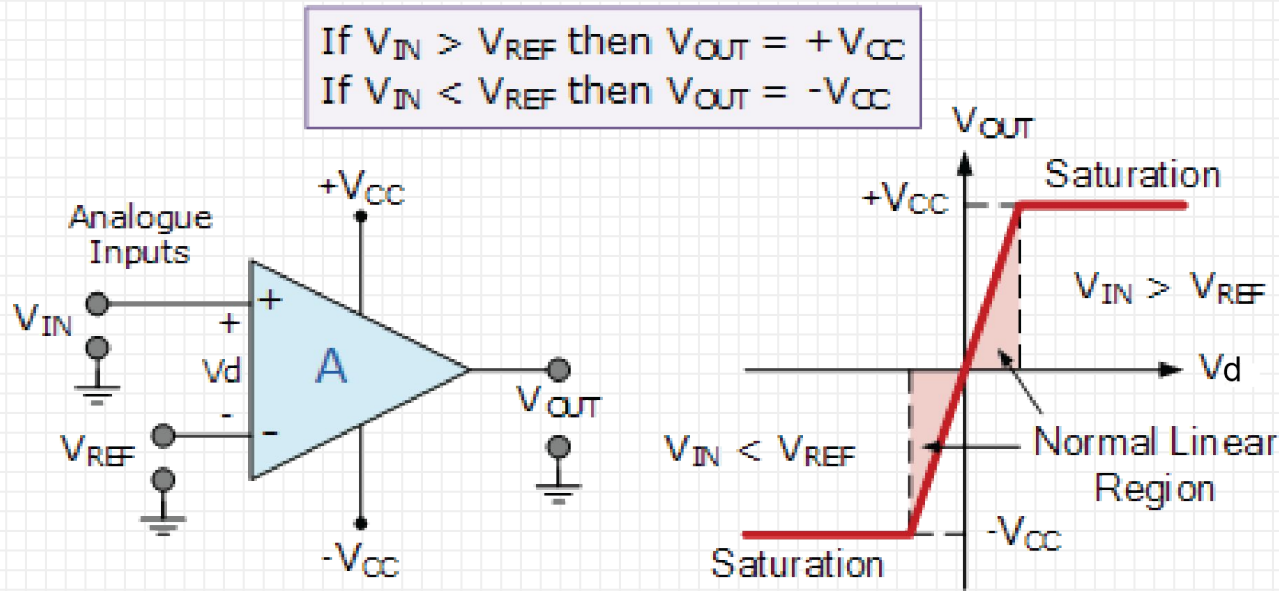 If VIN > VREF then VOUT = +VCC
If VIN < VREF then VOUT = -VCC
+VCC
Analogue
Inputs
VIN
+
+
Vd
A
-
-
VREF
VOUT
-VCC
VOUT
Saturation
+VCC
VIN > VREF
Vd
VIN < VREF
Normal Linear
Region
-VCC
Saturation